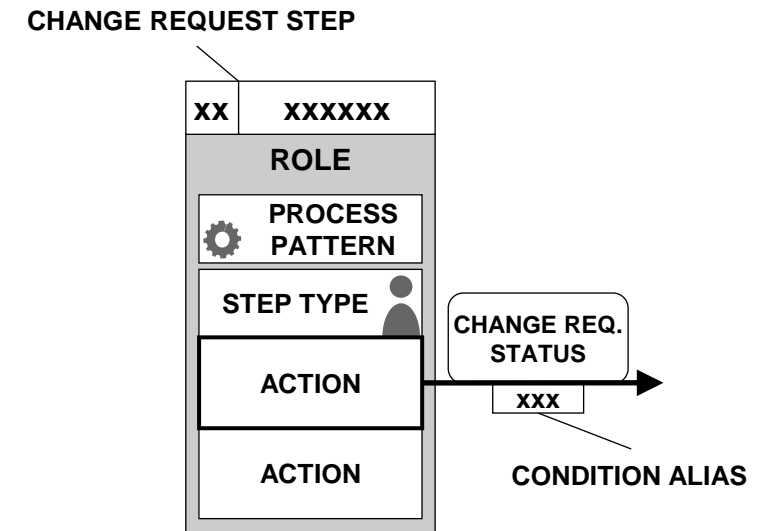 CHANGE REQUEST STEP
xx xxxxxx
ROLE
PROCESS
PATTERN
STEP TYPE
CHANGE REQ.
STATUS
ACTION
xxx
ACTION
CONDITION ALIAS